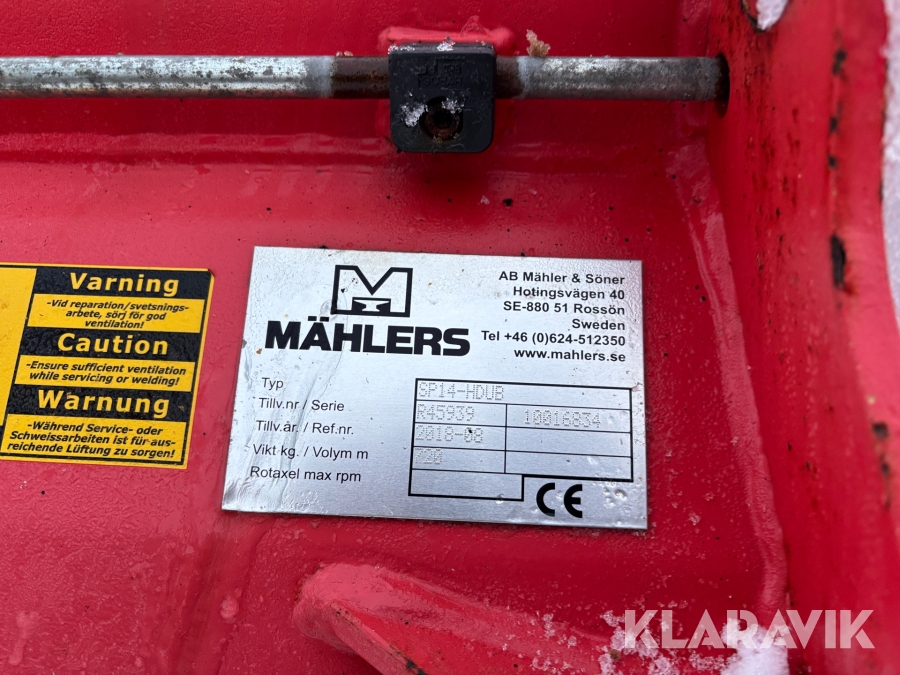 Varning
-Vid reparation/svetsnings-
arbete, sörj för god
ventilation!
Caution
-Ensure sufficient ventilation
while servicing or welding!
Warnung
-Während Service- oder
Schweissarbeiten ist für aus-
reichende Lüftung zu sorgen!
M
MÄHLERS
AB Mähler & Söner
Hotingsvägen 40
SE-880 51 Rossön
Sweden
Tel +46 (0)624-512350
www.mahlers.se
Typ SP14-HDUB
Tillv.nr / Serie R45939 10016834
Tillv.år. / Ref.nr. 2018-08
Vikt kg. / Volym m 720
Rotaxel max rpm
CE
KLARAVIK